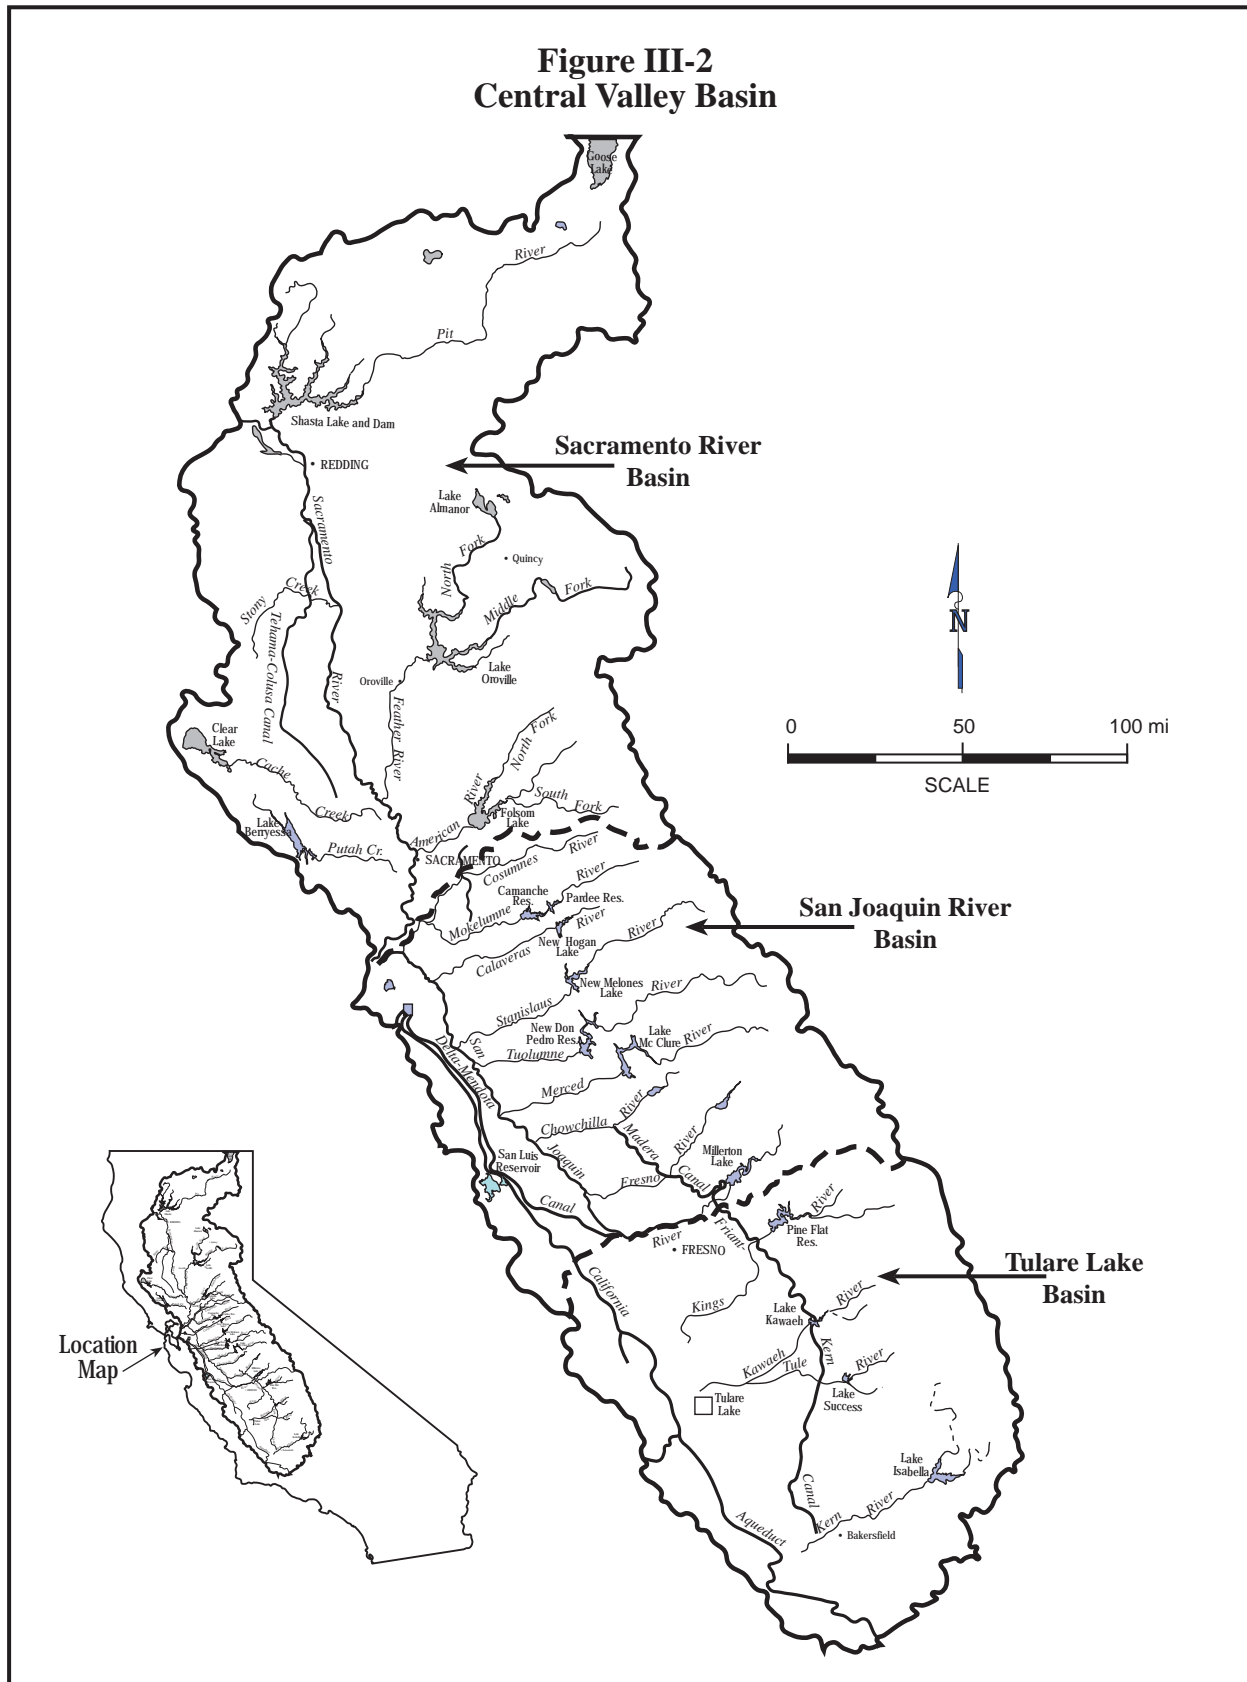 Figure III-2
Central Valley Basin
Goose
Lake
River
Pit
Shasta Lake and Dam
Sacramento River
Basin
REDDING
Lake
Almanor
Sacramento
Fork
Quincy
North
Fork
Middle
Creek
Stony
Tehama-Colusa Canal
N
Lake
Oroville
Oroville
River
Feather River
Clear
Lake
Fork
North
0 50 100 mi
SCALE
Cache
River
South
Fork
Creek
Folsom
Lake
Lake
Berryessa
American
Putah Cr.
SACRAMENTO
River
Cosumnes
River
Camanche
Res.
Pardee Res.
San Joaquin River
Basin
Mokelumne
River
New Hogan
Lake
River
Calaveras
New Melones
Lake
River
Stanislaus
New Don
Pedro Res.
Lake
Mc Clure
River
San
Tuolumne
Delta-Mendota
Merced
River
Chowchilla
Madera
River
Millerton
Lake
San Luis
Reservoir
Joaquin
Fresno
Canal
Canal
River
Pine Flat
Res.
Friant-
River
FRESNO
Tulare Lake
Basin
California
River
Kings
Lake
Kawaeh
Kern
River
Kawaeh
Tule
Lake
Success
Tulare
Lake
Location
Map
Lake
Isabella
River
Canal
Kern
Aqueduct
Bakersfield